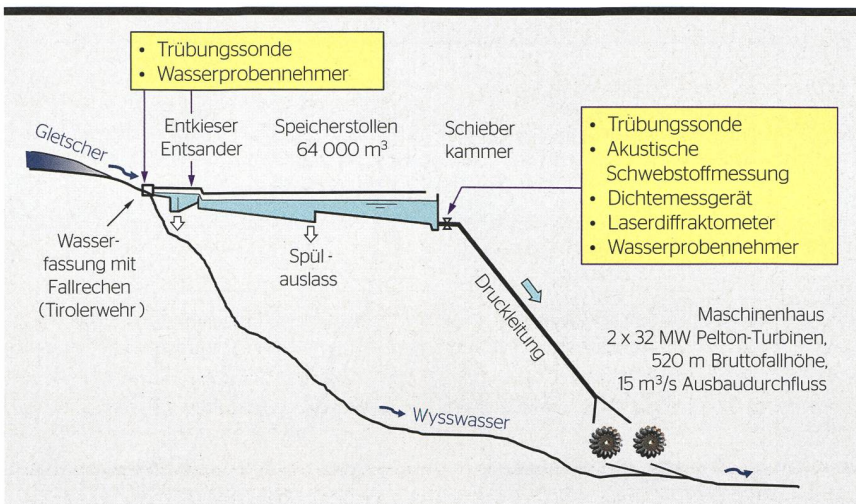 • Trübungssonde
• Wasserprobennehmer
Gletscher
Entkieser
Entsander
Speicherstollen
64 000 m³
Schieber
kammer
• Trübungssonde
• Akustische
Schwebstoffmessung
• Dichtemessgerät
• Laserdiffraktometer
• Wasserprobennehmer
Wasser-
fassung mit
Fallrechen
(Tirolerwehr)
Spül-
auslass
Druckleitung
Maschinenhaus
2 x 32 MW Pelton-Turbinen,
520 m Bruttofallhöhe,
15 m³/s Ausbaudurchfluss
Wysswasser